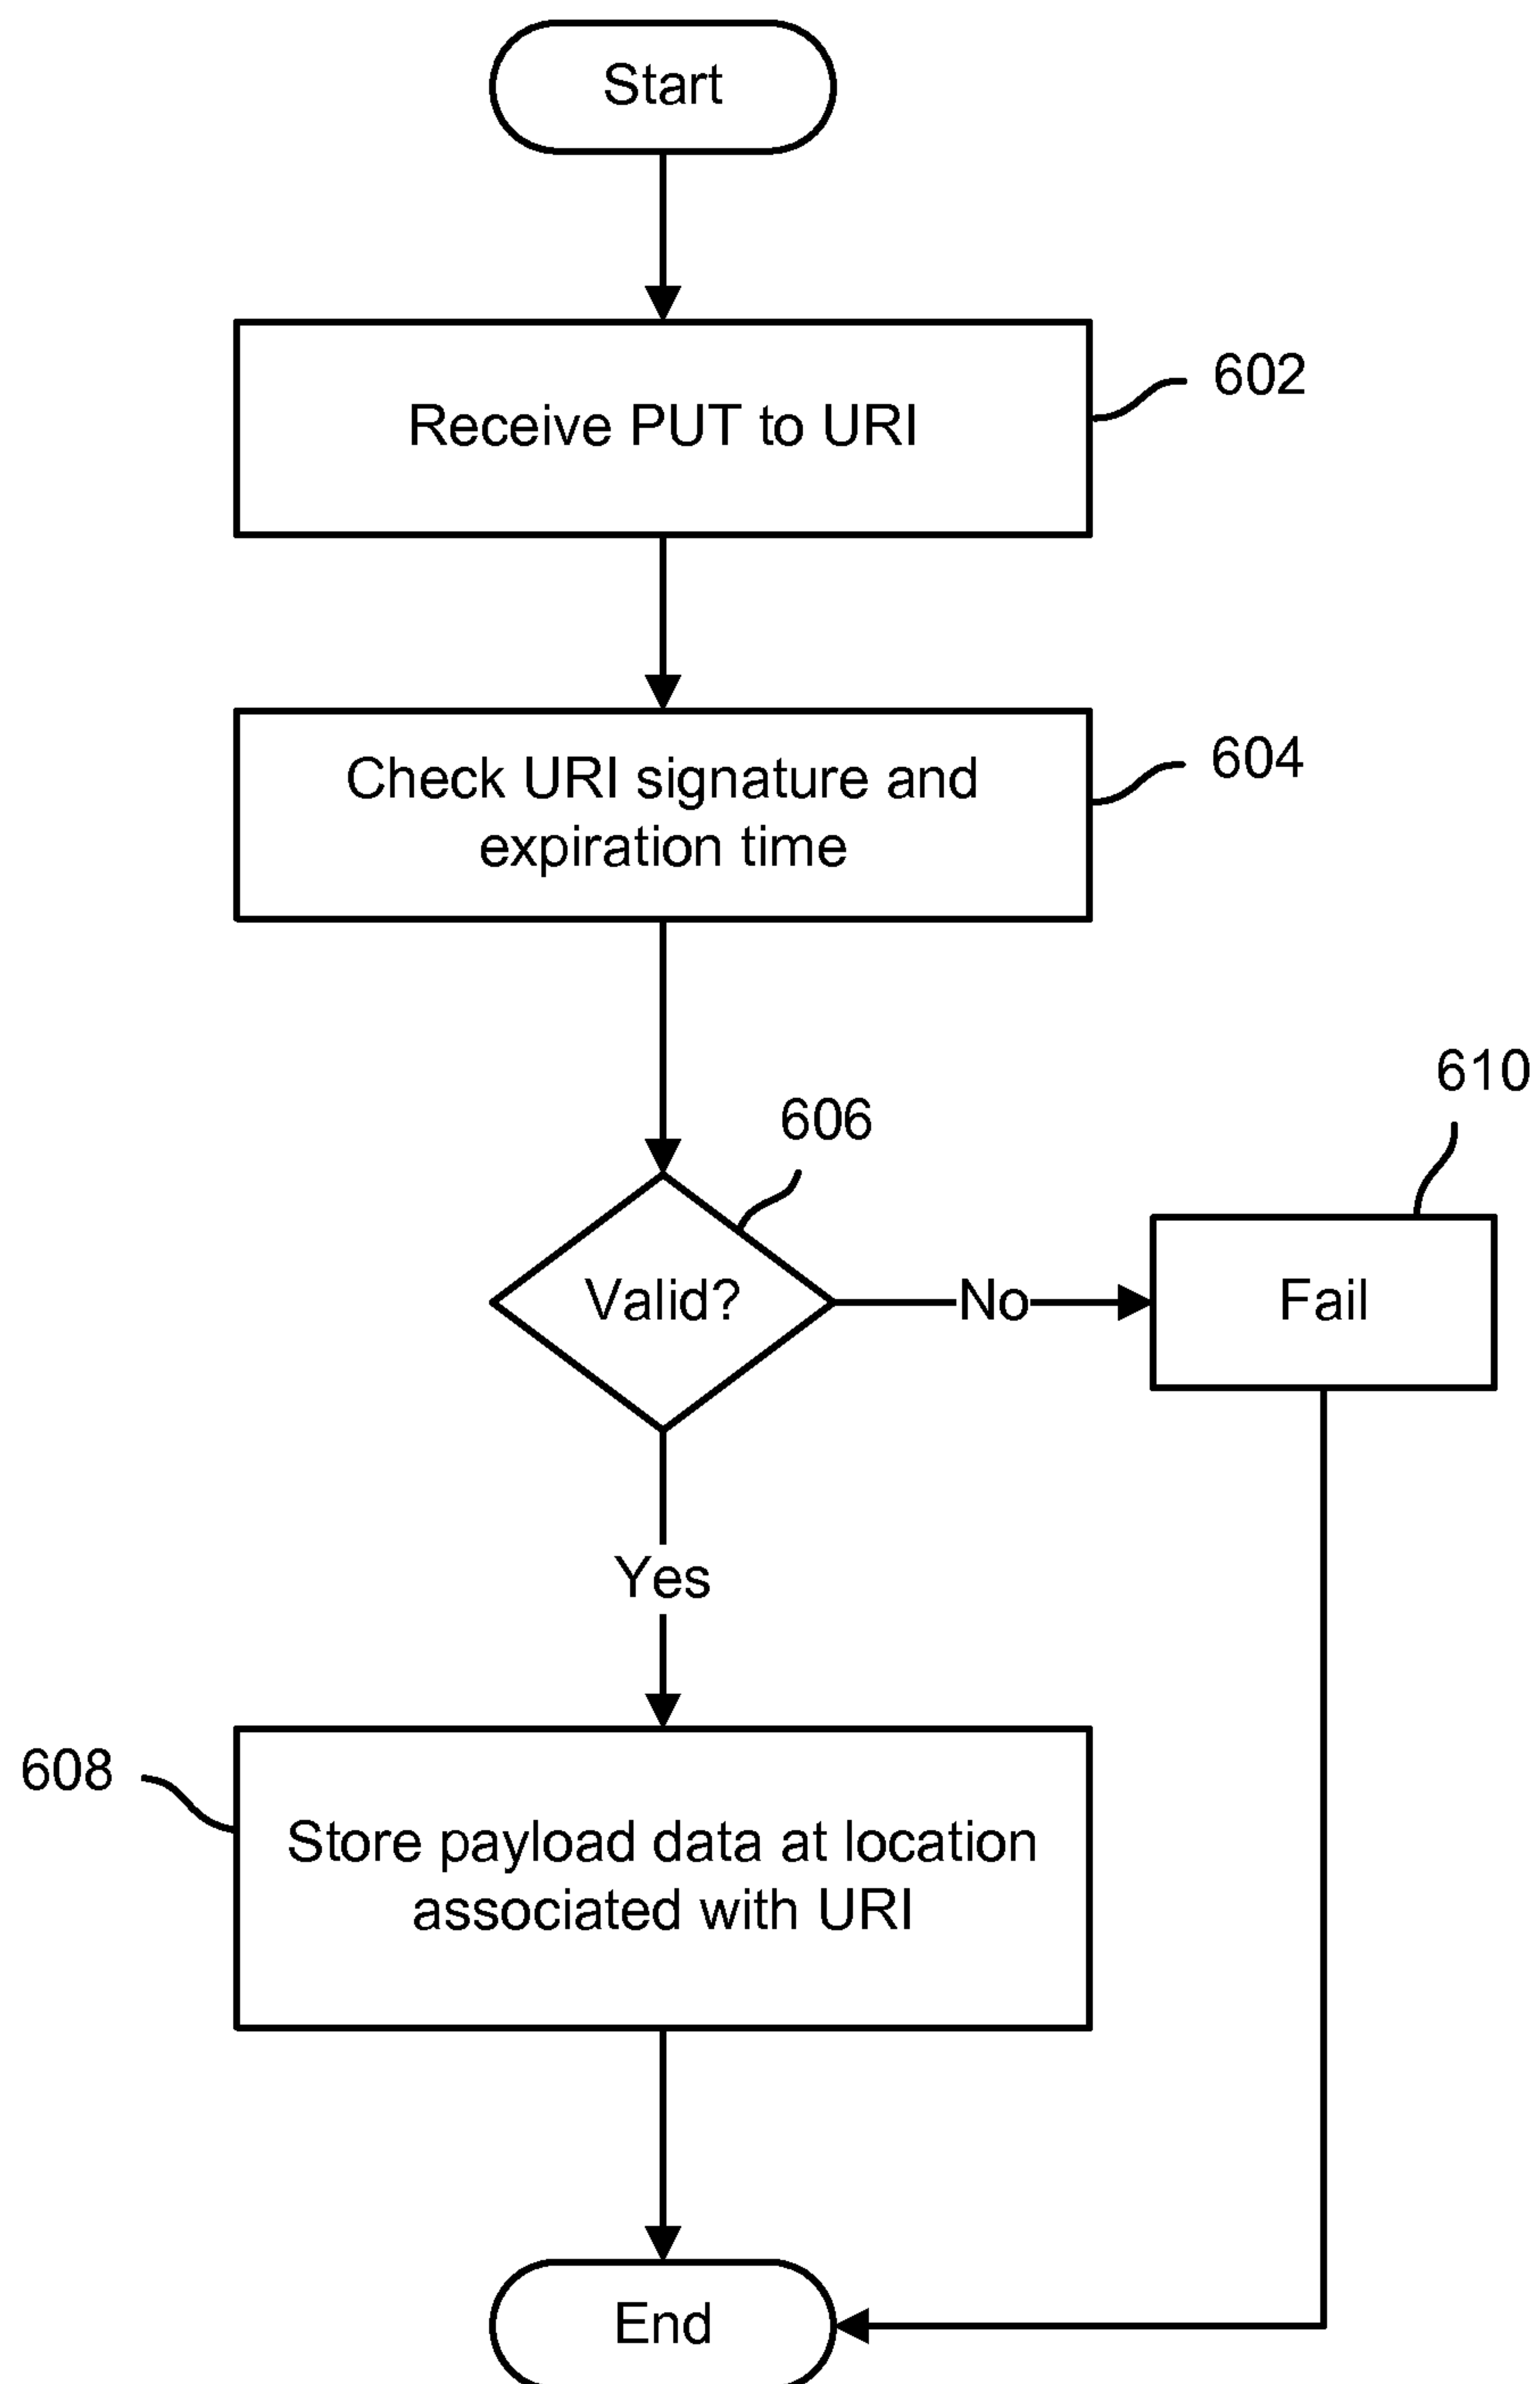 Start
Receive PUT to URI
602
Check URI signature and
expiration time
604
606
610
Valid?
No
Fail
Yes
608
Store payload data at location
associated with URI
End